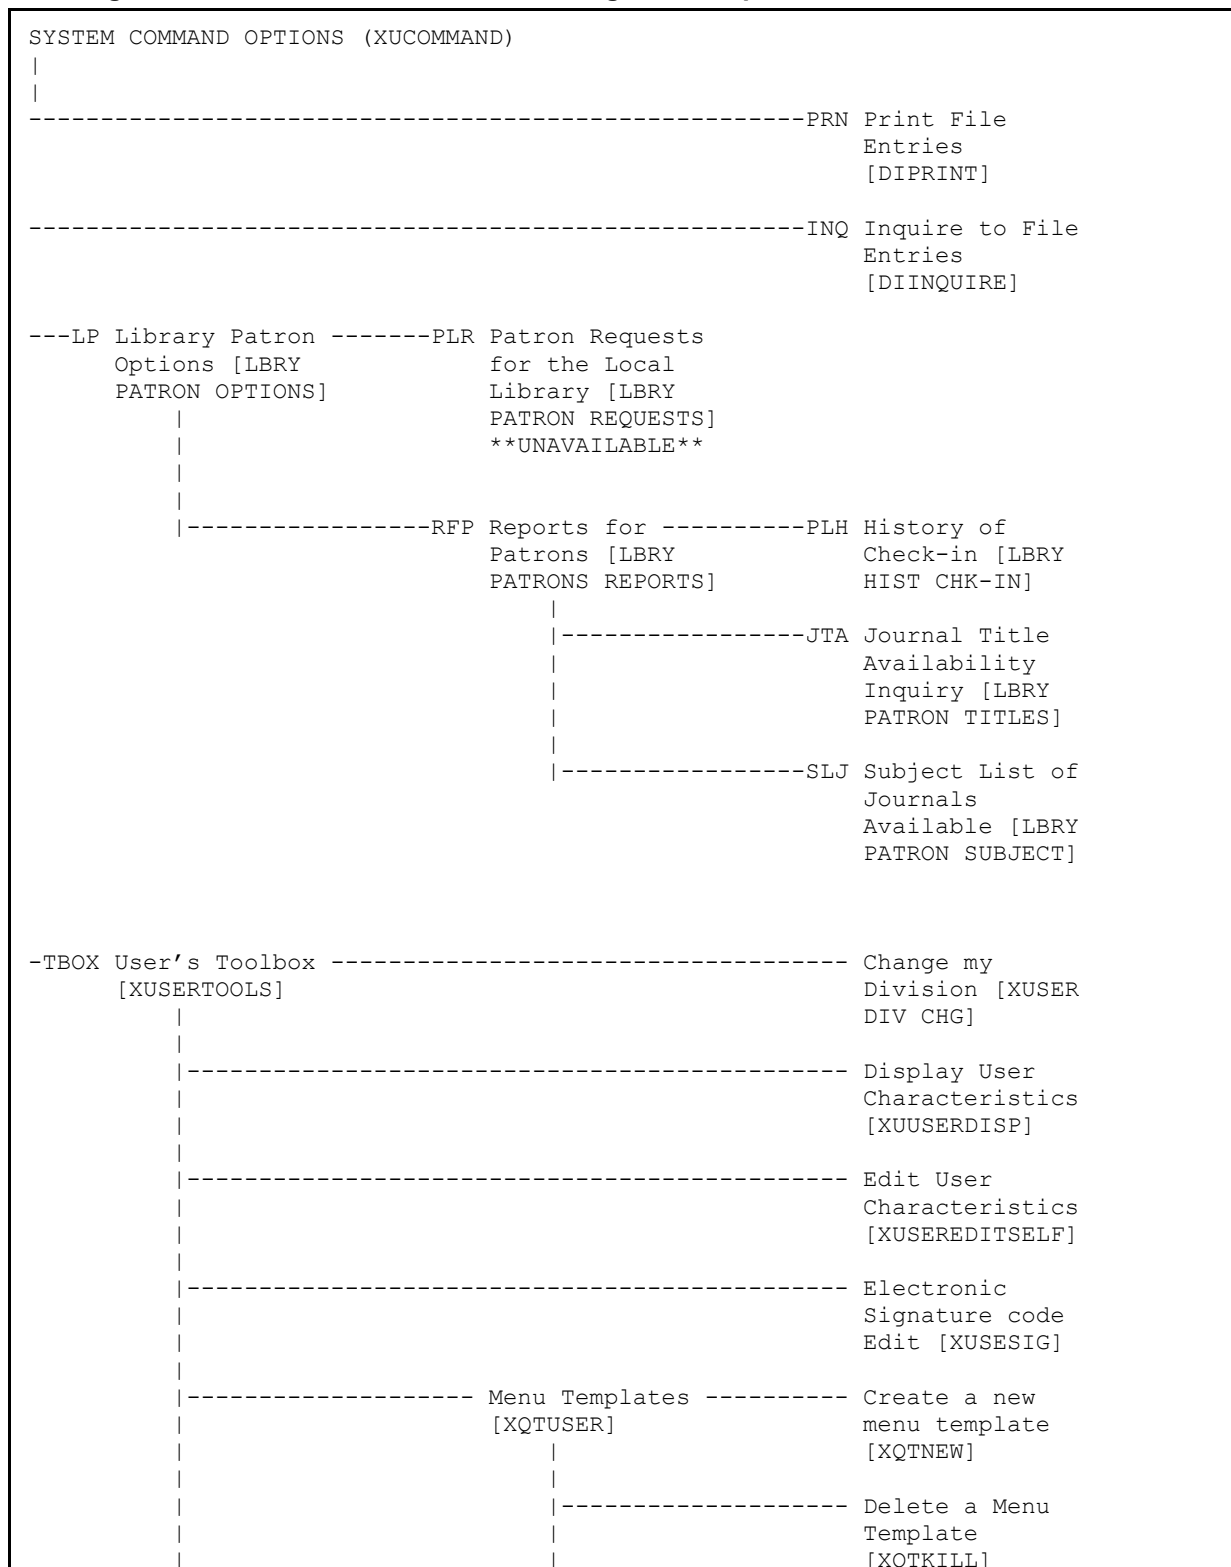 SYSTEM COMMAND OPTIONS (XUCOMMAND)
|
|
------------------------------------------------------PRN Print File
                                                          Entries
                                                          [DIPRINT]

------------------------------------------------------INQ Inquire to File
                                                          Entries
                                                          [DIINQUIRE]

---LP Library Patron -------PLR Patron Requests
      Options [LBRY             for the Local
      PATRON OPTIONS]           Library [LBRY
          |                     PATRON REQUESTS]
          |                     **UNAVAILABLE**
          |
          |
          |-----------------RFP Reports for ----------PLH History of
                                Patrons [LBRY             Check-in [LBRY
                                PATRONS REPORTS]          HIST CHK-IN]
                                    |
                                    |-----------------JTA Journal Title
                                    |                     Availability
                                    |                     Inquiry [LBRY
                                    |                     PATRON TITLES]
                                    |
                                    |-----------------SLJ Subject List of
                                                          Journals
                                                          Available [LBRY
                                                          PATRON SUBJECT]

-TBOX User’s Toolbox ------------------------------------ Change my
      [XUSERTOOLS]                                        Division [XUSER
          |                                               DIV CHG]
          |
          |---------------------------------------------- Display User
          |                                               Characteristics
          |                                               [XUUSERDISP]
          |
          |---------------------------------------------- Edit User
          |                                               Characteristics
          |                                               [XUSEREDITSELF]
          |
          |---------------------------------------------- Electronic
          |                                               Signature code
          |                                               Edit [XUSESIG]
          |
          |-------------------- Menu Templates ---------- Create a new
          |                     [XQTUSER]                 menu template
          |                         |                     [XQTNEW]
          |                         |
          |                         |-------------------- Delete a Menu
          |                         |                     Template
          |                         |                     [XQTKILL]